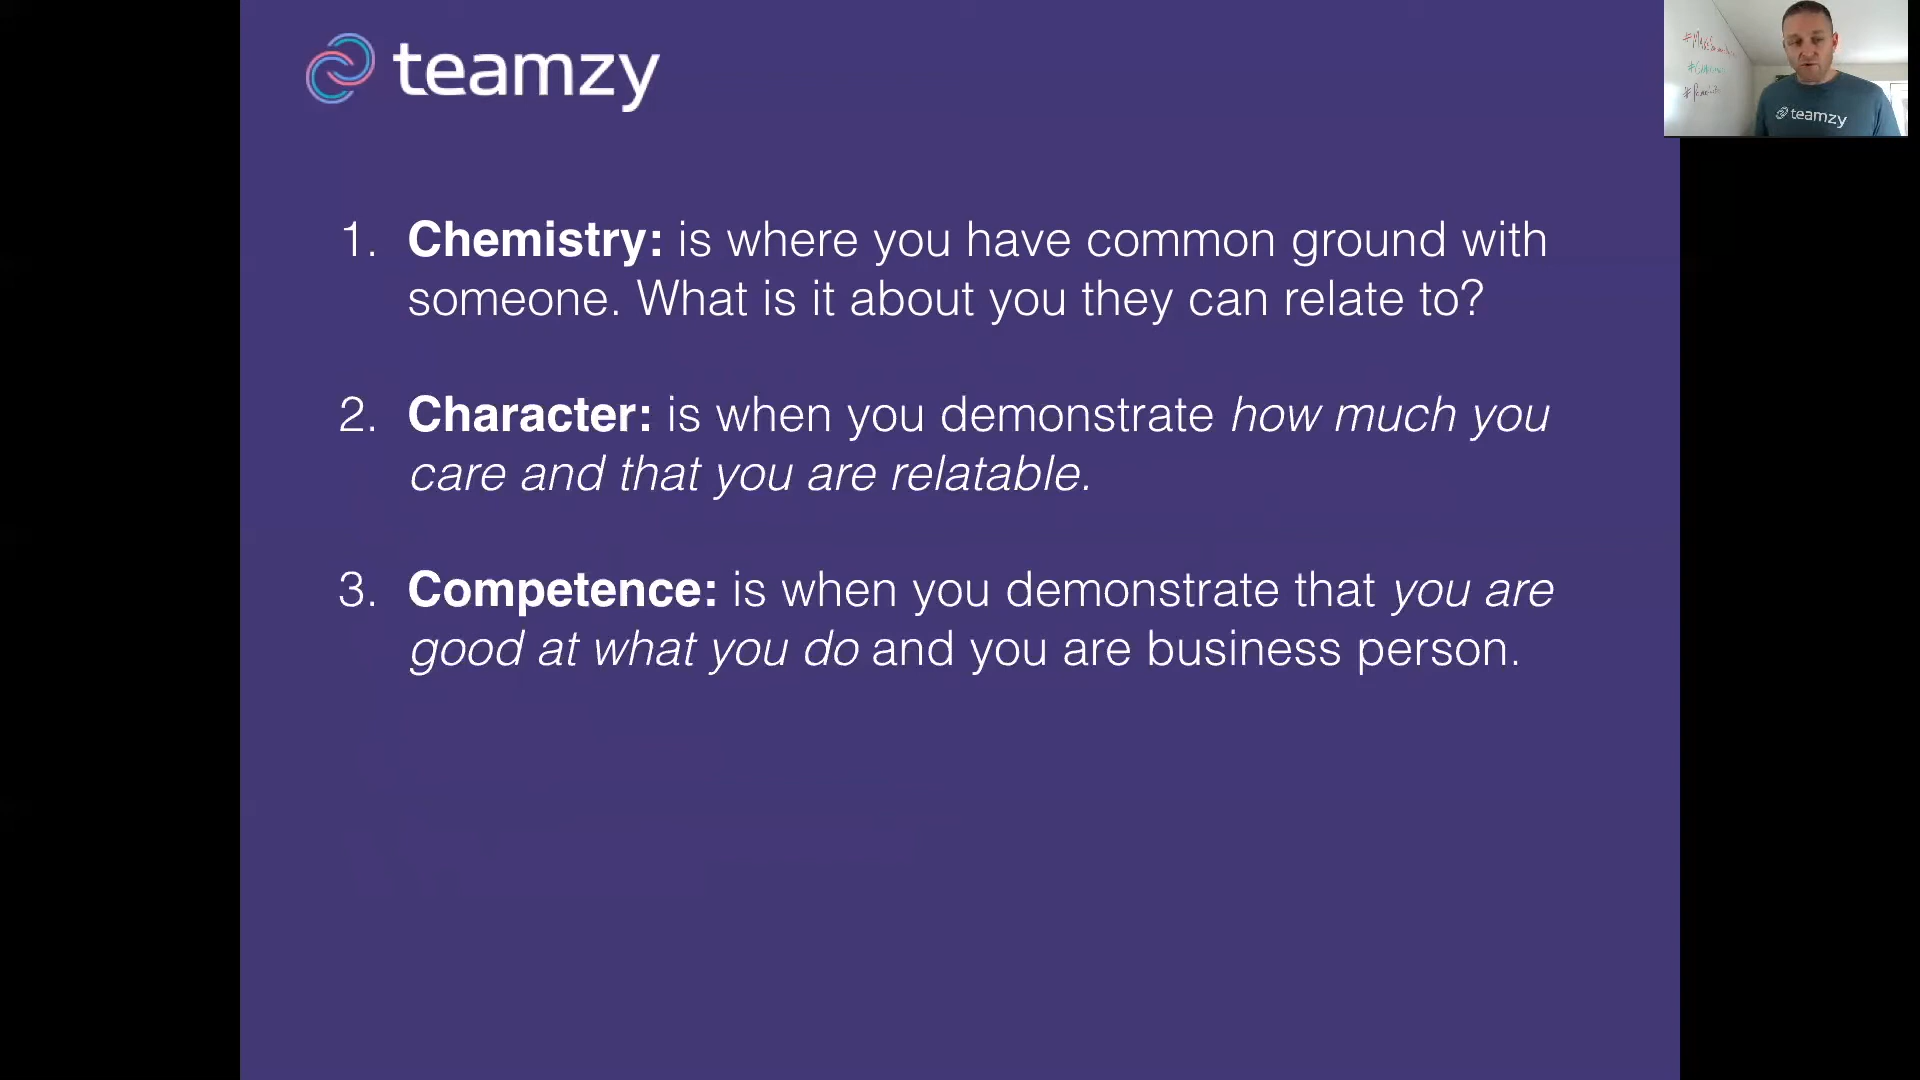 teamzy
1. Chemistry: is where you have common ground with
someone. What is it about you they can relate to?
2. Character: is when you demonstrate how much you
care and that you are relatable.
3. Competence: is when you demonstrate that you are
good at what you do and you are business person.
teamzy